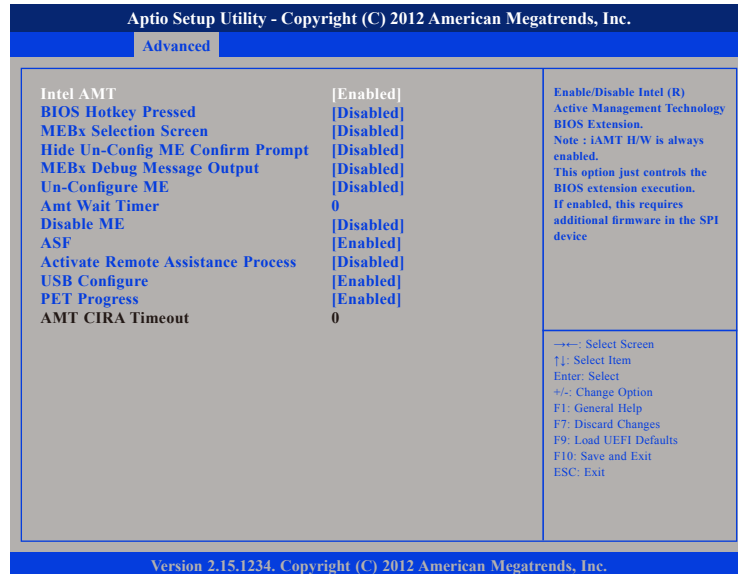 Aptio Setup Utility - Copyright (C) 2012 American Megatrends, Inc.
Advanced
Intel AMT [Enabled]
BIOS Hotkey Pressed [Disabled]
MEBx Selection Screen [Disabled]
Hide Un-Config ME Confirm Prompt [Disabled]
MEBx Debug Message Output [Disabled]
Un-Configure ME [Disabled]
Amt Wait Timer 0
Disable ME [Disabled]
ASF [Enabled]
Activate Remote Assistance Process [Disabled]
USB Configure [Enabled]
PET Progress [Enabled]
AMT CIRA Timeout 0
Enable/Disable Intel (R)
Active Management Technology
BIOS Extension.
Note : iAMT H/W is always
enabled.
This option just controls the
BIOS extension execution.
If enabled, this requires
additional firmware in the SPI
device
→←: Select Screen
↑↓: Select Item
Enter: Select
+/-: Change Option
F1: General Help
F7: Discard Changes
F9: Load UEFI Defaults
F10: Save and Exit
ESC: Exit
Version 2.15.1234. Copyright (C) 2012 American Megatrends, Inc.